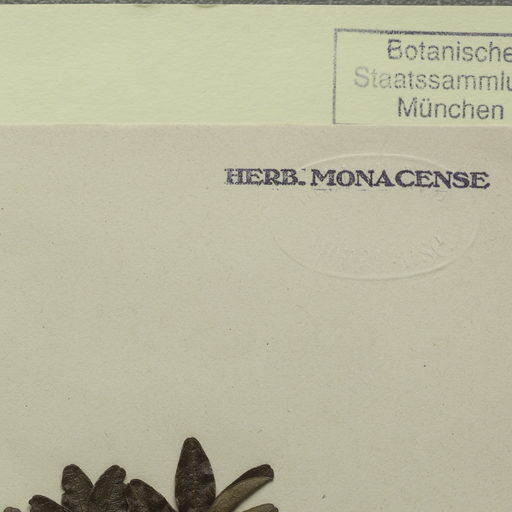 Botanische
Staatssammlu
München
HERB. MONACENSE